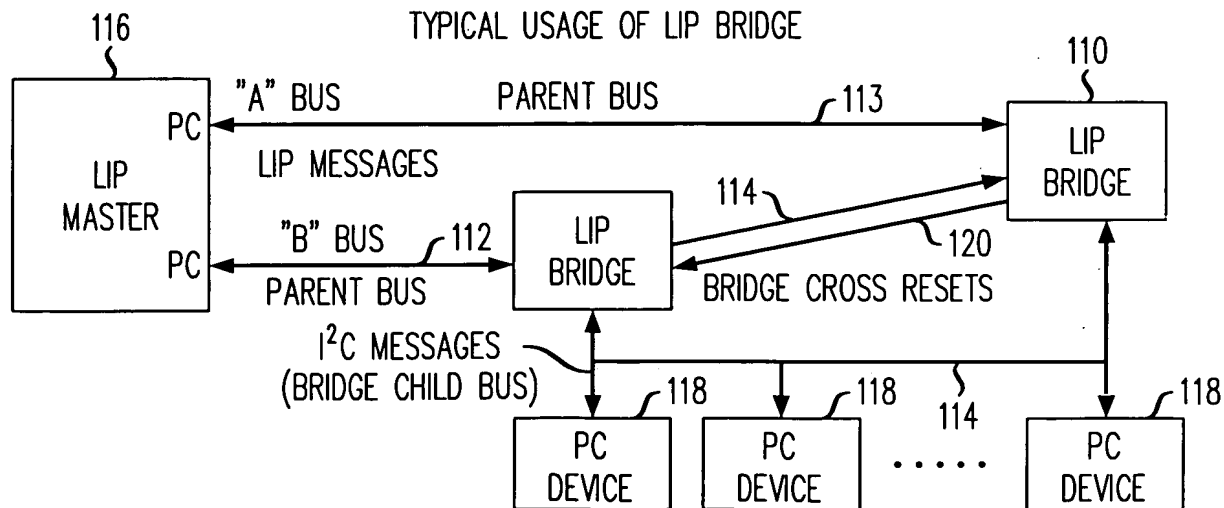 TYPICAL USAGE OF LIP BRIDGE
116
110
"A" BUS
PARENT BUS
113
PC
LIP
MASTER
PC
LIP MESSAGES
LIP
BRIDGE
114
120
"B" BUS
112
PARENT BUS
LIP
BRIDGE
BRIDGE CROSS RESETS
I²C MESSAGES
(BRIDGE CHILD BUS)
114
118
118
118
PC
DEVICE
PC
DEVICE
.....
PC
DEVICE